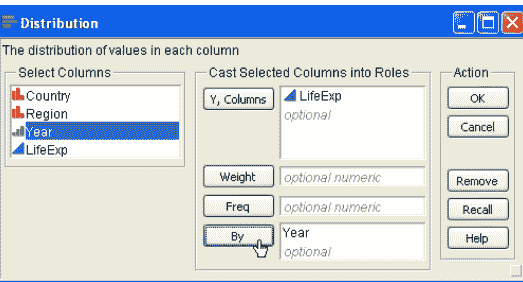 Distribution
The distribution of values in each column
Select Columns
Country
Region
Year
LifeExp
Cast Selected Columns into Roles
Y, Columns
LifeExp
optional
Weight
optional numeric
Freq
optional numeric
By
Year
optional
Action
OK
Cancel
Remove
Recall
Help